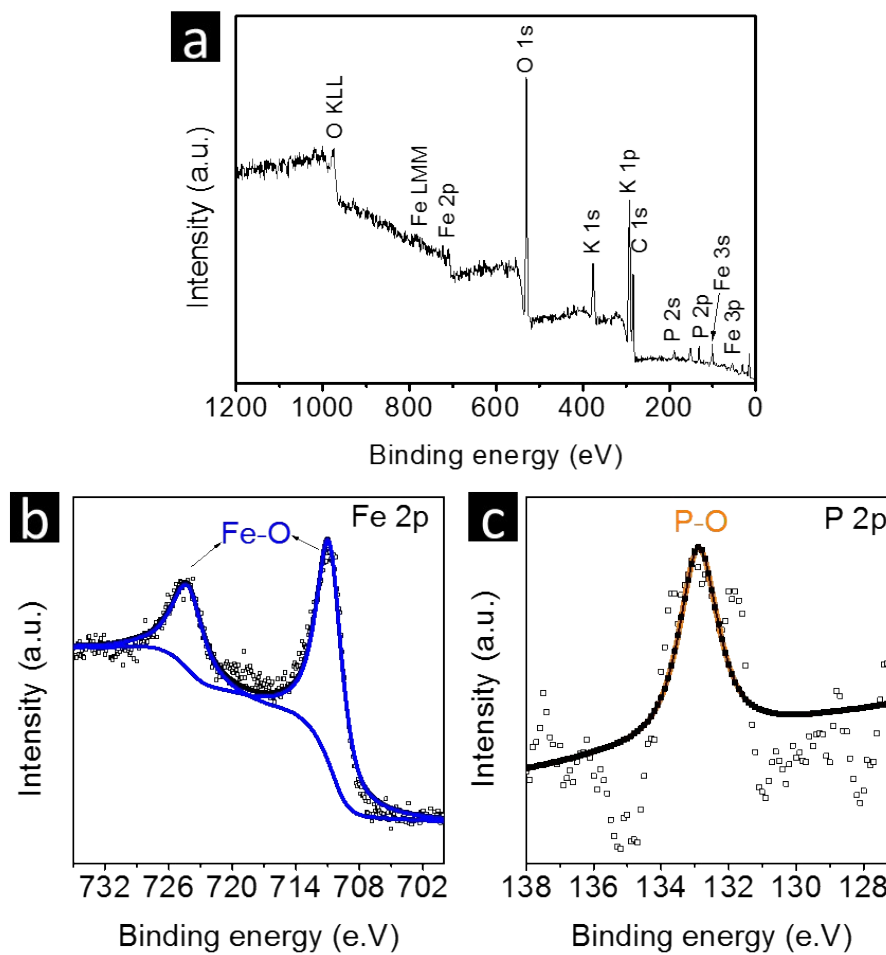 a
O KLL
Fe LMM
Fe 2p
O 1s
K 1s
K 1p
C 1s
P 2s
P 2p
Fe 3s
Fe 3p
Intensity (a.u.)
1200 1000 800 600 400 200 0
Binding energy (eV)
b
Fe-O
Fe 2p
Intensity (a.u.)
732 726 720 714 708 702
Binding energy (e.V)
c
P-O
P 2p
Intensity (a.u.)
138 136 134 132 130 128
Binding energy (e.V)